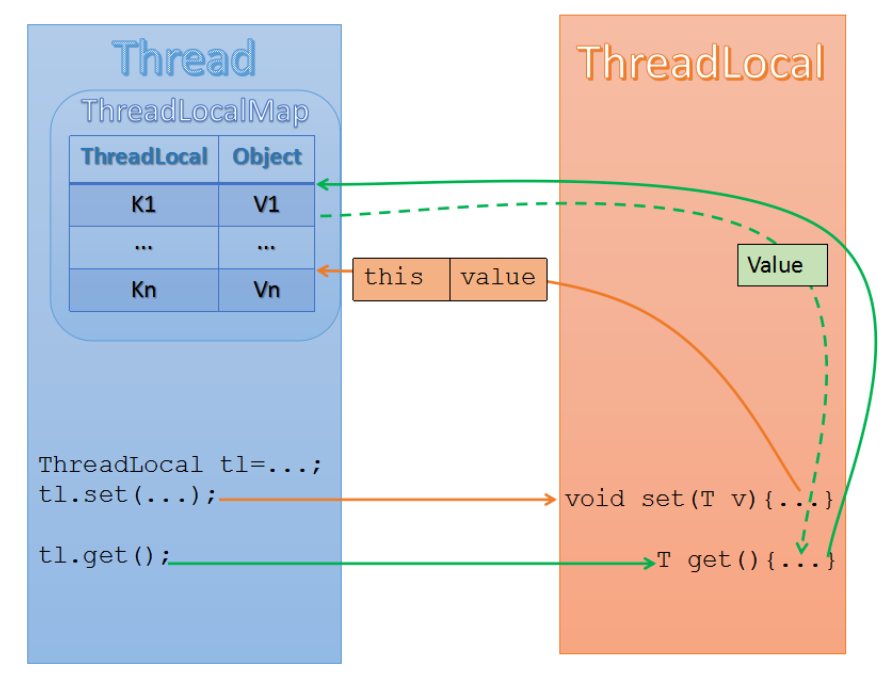 Thread
ThreadLocalMap
ThreadLocal Object
K1 V1
... ...
Kn Vn
ThreadLocal tl=...;
tl.set(...);
tl.get();
this value
Value
ThreadLocal
void set(T v){...}
T get(){...}